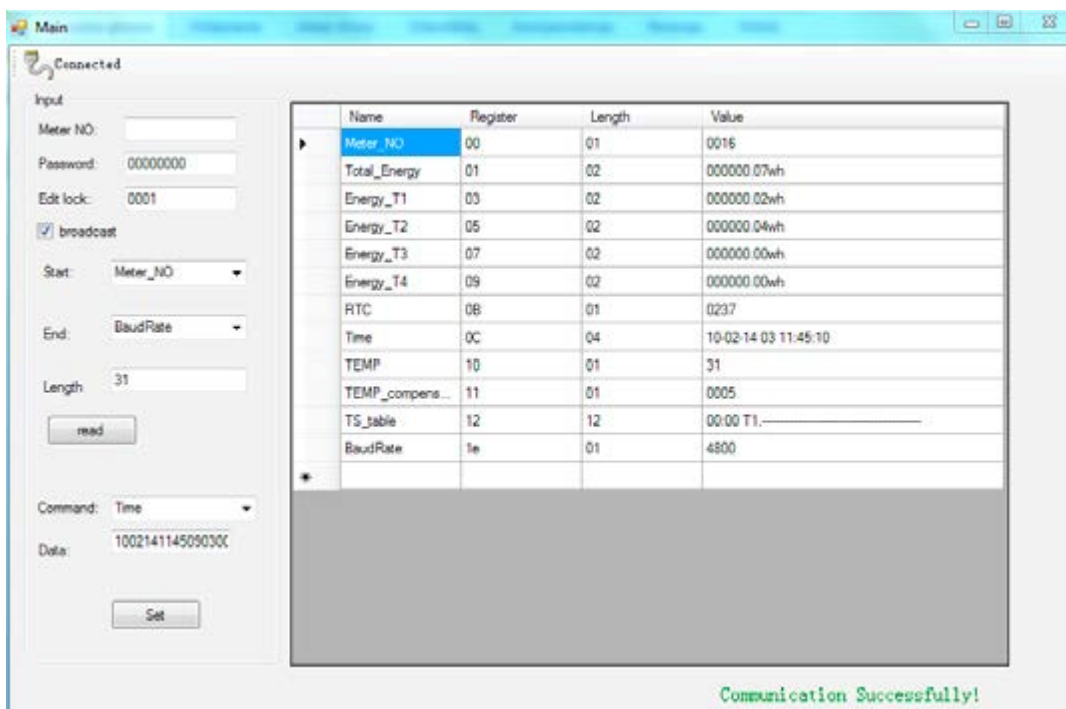 Main
Connected
Input
Meter NO:
Password: 00000000
Edit lock: 0001
broadcast
Start: Meter_NO
End: BaudRate
Length 31
read
Command: Time
Data: 100214114509030(
Set
Name Register Length Value
Meter_NO 00 01 0016
Total_Energy 01 02 000000.07wh
Energy_T1 03 02 000000.02wh
Energy_T2 05 02 000000.04wh
Energy_T3 07 02 000000.00wh
Energy_T4 09 02 000000.00wh
RTC 0B 01 0237
Time 0C 04 10-02-14 03 11:45:10
TEMP 10 01 31
TEMP_compens... 11 01 0005
TS_table 12 12 00:00 T1.--------------------------------
BaudRate 1e 01 4800
Communication Successfully!